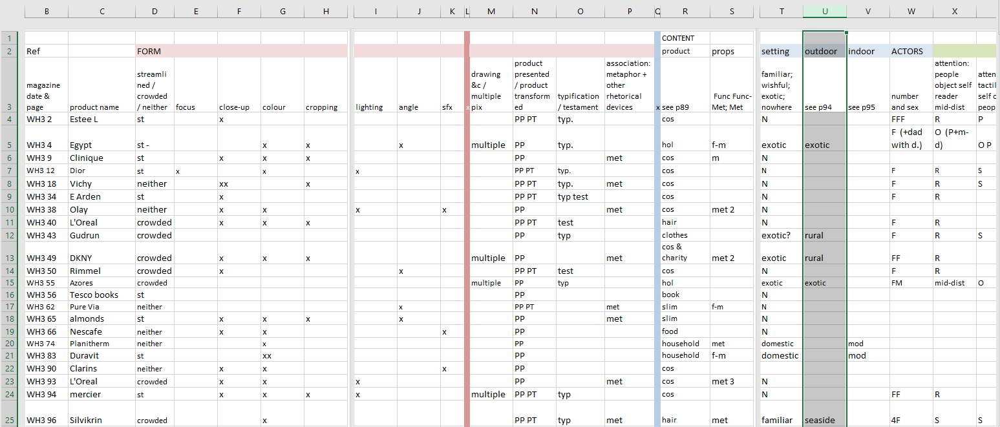 B C D E F G H I J K L M N O P Q R S T U V W X
1 CONTENT
2 Ref FORM product props setting outdoor indoor ACTORS
3 magazine date & page product name streamli ned / crowded / neither focus close-up colour cropping lighting angle sfx x drawing &c / multiple pix product presented / product transform ed typification / testament association: metaphor + other rhetorical devices x see p89 Func Func-Met; Met familiar; wishful; exotic; nowhere see p94 see p95 number and sex attention: people object self reader mid-dist atten tactil self o peop
4 WH3 2 Estee L st x PP PT typ. cos N FFF R P
5 WH3 4 Egypt st - x x x multiple PP typ. hol f-m exotic exotic F (+dad with d.) O (P+m-d) O P
6 WH3 9 Clinique st x x x PP met cos m N
7 WH3 12 Dior st x x x PP PT typ. cos N F R S
8 WH3 18 Vichy neither xx x PP PT typ. met cos N F R S
9 WH3 34 E Arden st x PP PT typ test cos N F R
10 WH3 38 Olay neither x x x x PP met cos met 2 N
11 WH3 40 L'Oreal crowded x x x PP PT test hair N F R
12 WH3 43 Gudrun crowded PP typ clothes exotic? rural F R S
13 WH3 49 DKNY crowded x x x multiple PP met cos & charity met 2 exotic rural FF R
14 WH3 50 Rimmel crowded x x PP PT test cos N F R
15 WH3 55 Azores crowded multiple PP typ hol exotic exotic FM mid-dist O
16 WH3 56 Tesco books st PP book N
17 WH3 62 Pure Via neither x PP PT met slim f-m N
18 WH3 65 almonds st x x x x PP met slim N
19 WH3 66 Nescafe neither x x x PP food N
20 WH3 74 Planitherm neither x PP household met domestic mod
21 WH3 83 Duravit st xx PP household f-m domestic mod
22 WH3 90 Clarins neither x x x PP cos
23 WH3 93 L'Oreal crowded x x x PP met cos met 3 N
24 WH3 94 mercier st x x x x multiple PP PT typ cos N FF R
25 WH3 96 Silvikrin crowded x PP PT typ met hair met familiar seaside 4F S S